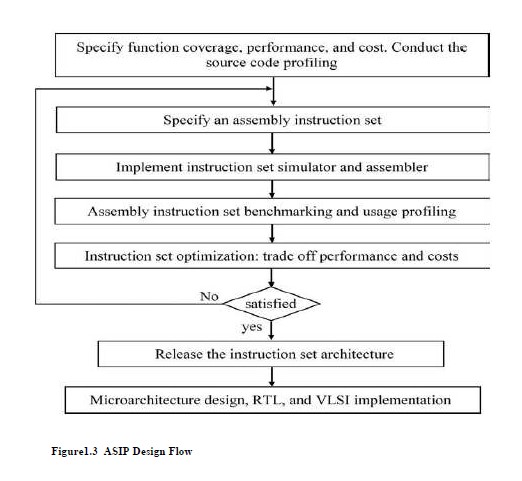 Specify function coverage, performance, and cost. Conduct the
source code profiling
Specify an assembly instruction set
Implement instruction set simulator and assembler
Assembly instruction set benchmarking and usage profiling
Instruction set optimization: trade off performance and costs
No
satisfied
yes
Release the instruction set architecture
Microarchitecture design, RTL, and VLSI implementation
Figure1.3 ASIP Design Flow